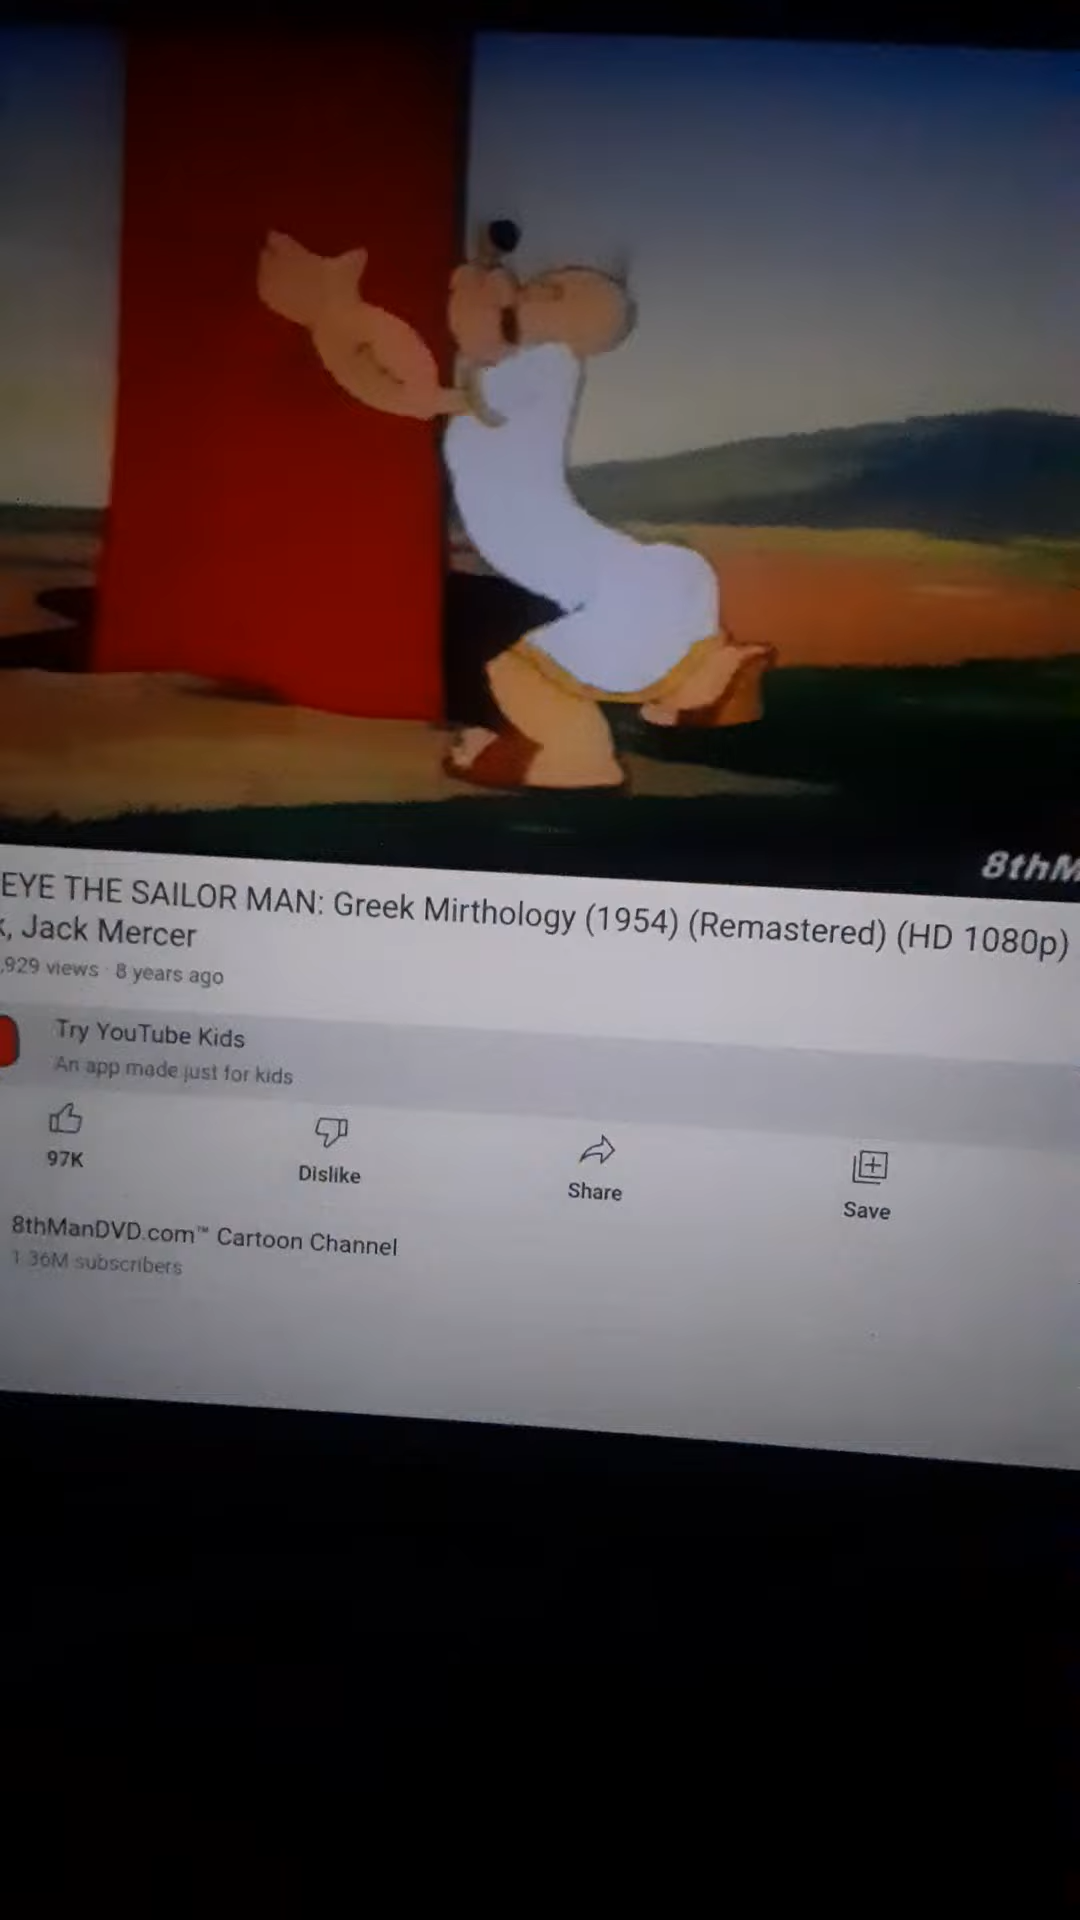 8thM
EYE THE SAILOR MAN: Greek Mirthology (1954) (Remastered) (HD 1080p)
, Jack Mercer
,929 views · 8 years ago
Try YouTube Kids
An app made just for kids
97K
Dislike
Share
Save
8thManDVD.com™ Cartoon Channel
1.36M subscribers